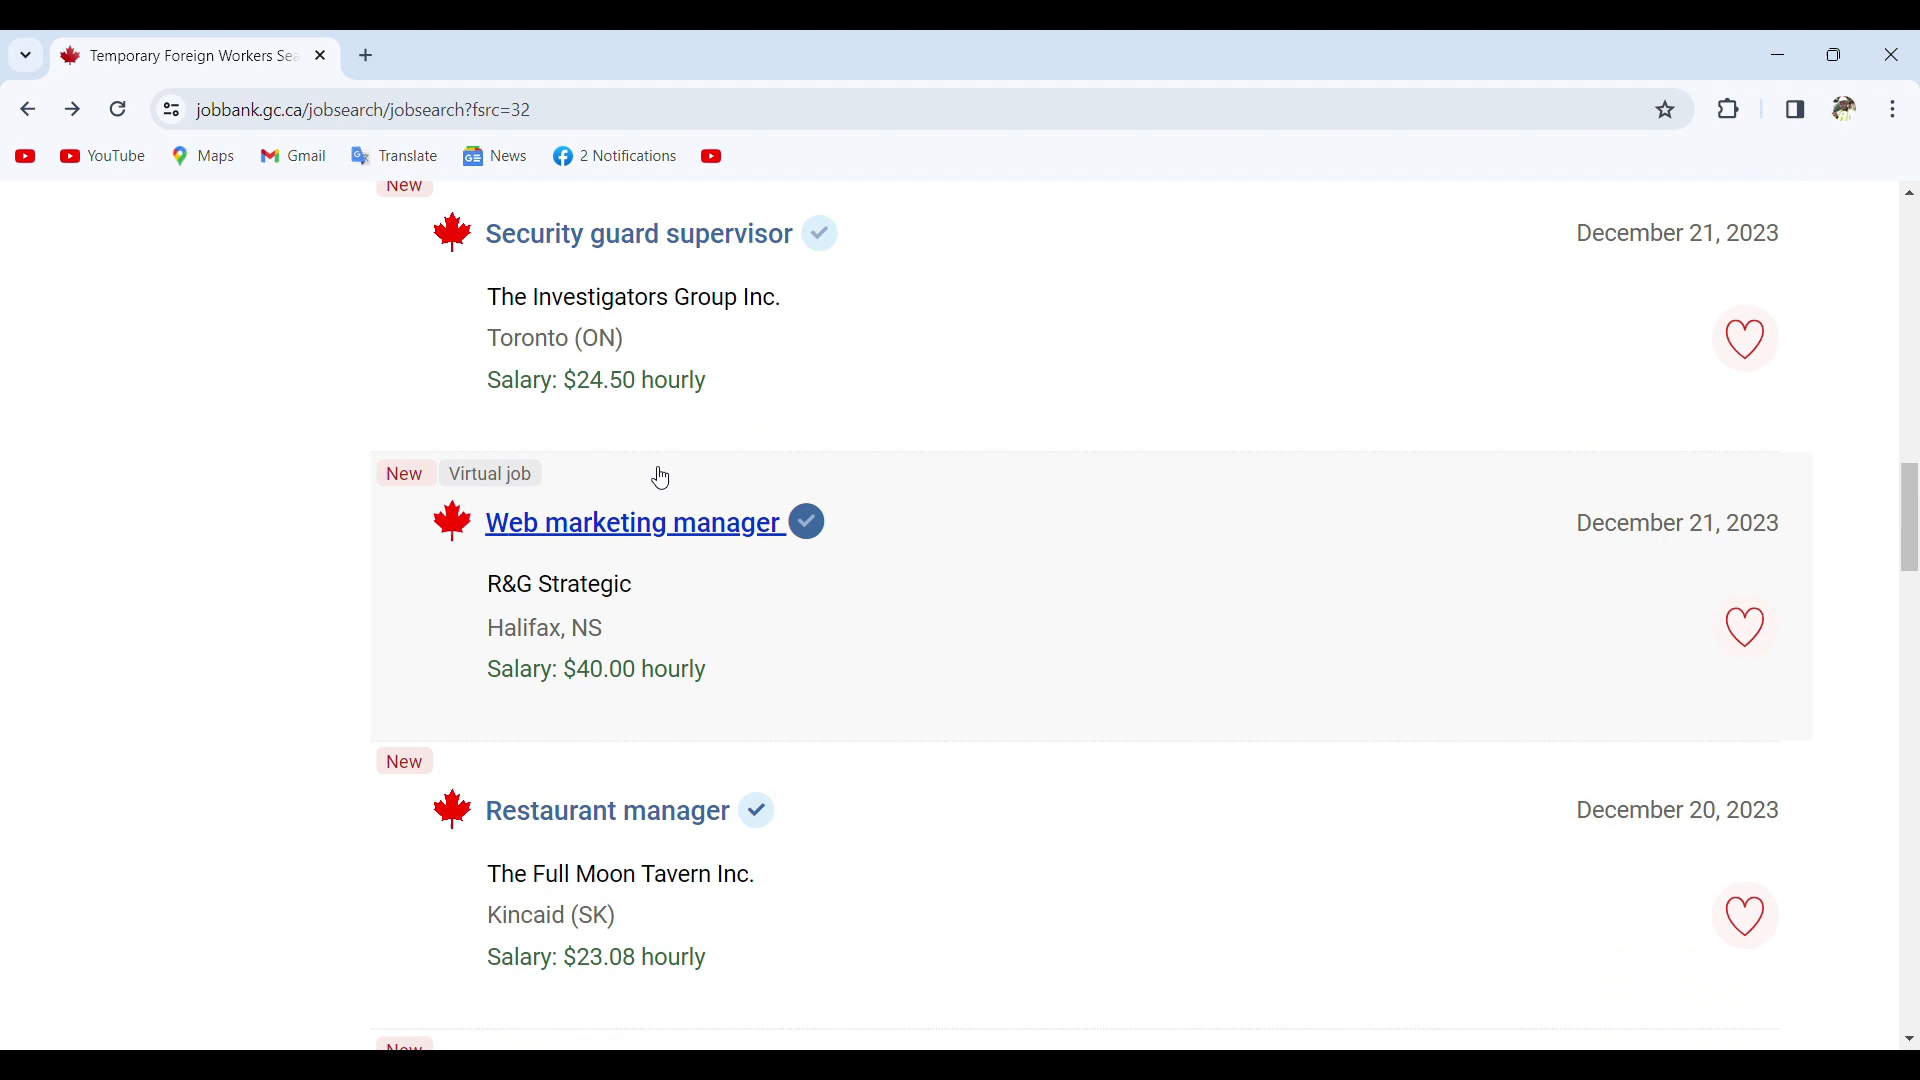 Temporary Foreign Workers Sea
jobbank.gc.ca/jobsearch/jobsearch?fsrc=32
YouTube Maps Gmail Translate News 2 Notifications
New
Security guard supervisor December 21, 2023
The Investigators Group Inc.
Toronto (ON)
Salary: $24.50 hourly
New Virtual job
Web marketing manager December 21, 2023
R&G Strategic
Halifax, NS
Salary: $40.00 hourly
New
Restaurant manager December 20, 2023
The Full Moon Tavern Inc.
Kincaid (SK)
Salary: $23.08 hourly
New